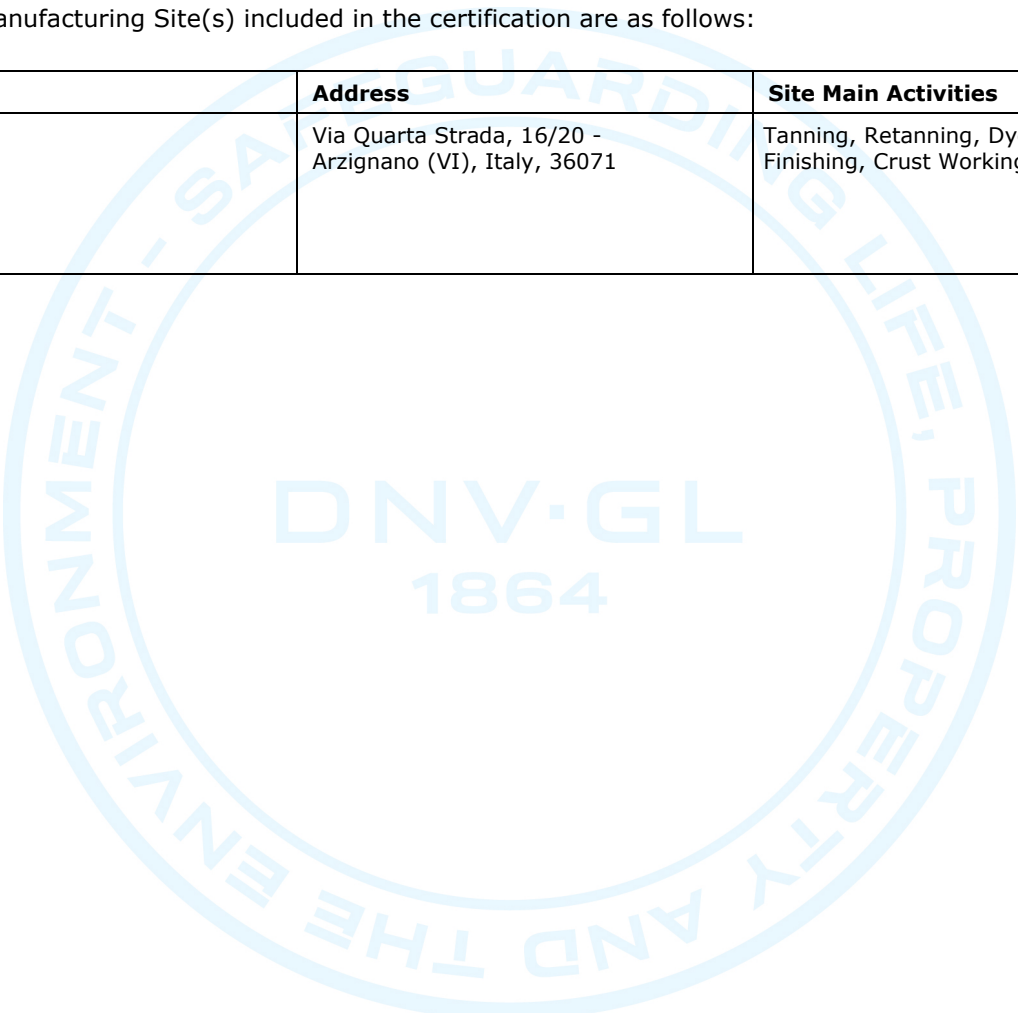 anufacturing Site(s) included in the certification are as follows:
Address
Site Main Activities
Via Quarta Strada, 16/20 -
Arzignano (VI), Italy, 36071
Tanning, Retanning, Dy
Finishing, Crust Working
SAFEGUARDING LIFE, PROPERTY AND THE ENVIRONMENT -
DNV·GL
1864